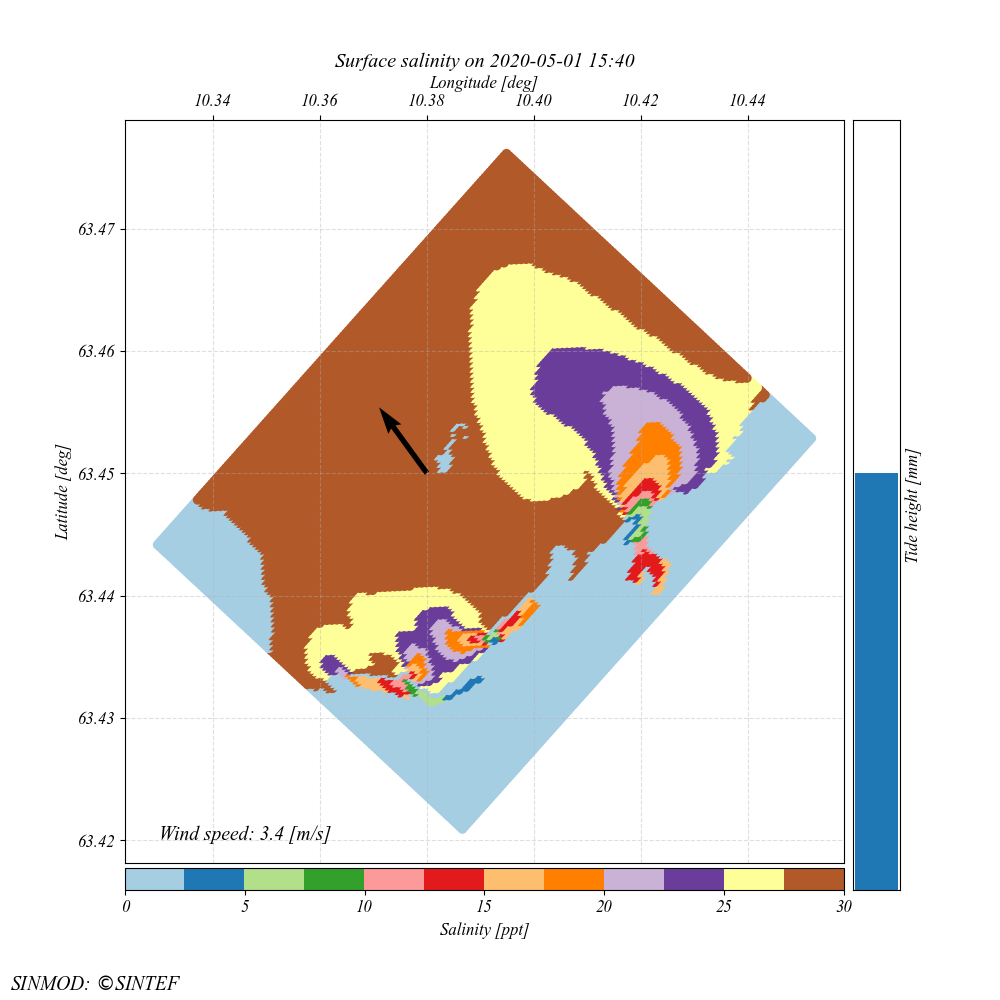 Surface salinity on 2020-05-01 15:40
Longitude [deg]
10.34 10.36 10.38 10.40 10.42 10.44
63.47
63.46
63.45
63.44
63.43
63.42
Latitude [deg]
Tide height [mm]
Wind speed: 3.4 [m/s]
0 5 10 15 20 25 30
Salinity [ppt]
SINMOD: ©SINTEF